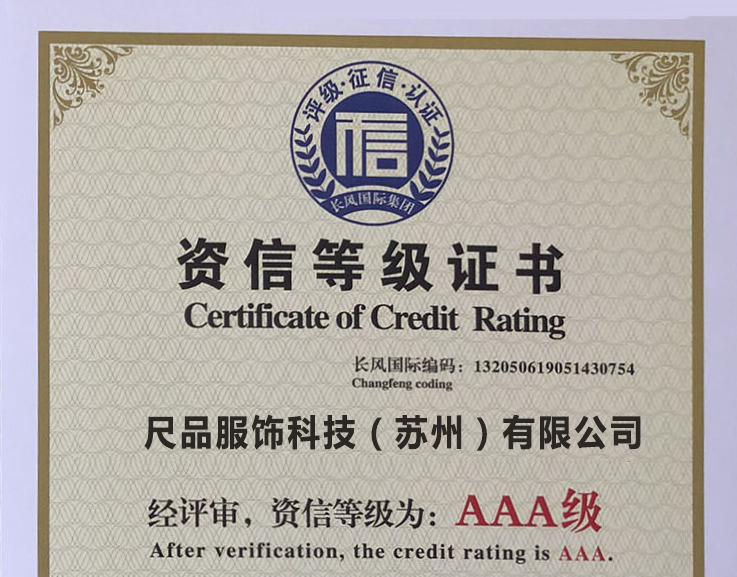 评级·征信·认证
信
长风国际集团
资信等级证书
Certificate of Credit Rating
长风国际编码：132050619051430754
Changfeng coding
尺品服饰科技（苏州）有限公司
经评审，资信等级为：AAA级
After verification, the credit rating is AAA.